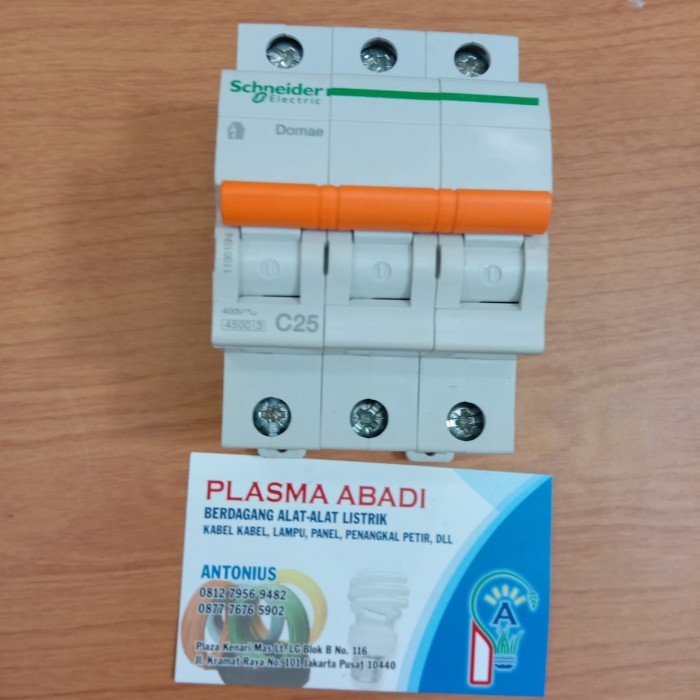 Schneider
Electric
Domae
400V~
4500 3
C25
PLASMA ABADI
BERDAGANG ALAT-ALAT LISTRIK
KABEL KABEL, LAMPU, PANEL, PENANGKAL PETIR, DLL
ANTONIUS
0812 7956 9482
0877 7676 5902
Plaza Kenari Mas Lt. LG Blok B No. 116
Jl. Kramat Raya No. 101 Jakarta Pusat 10440
A